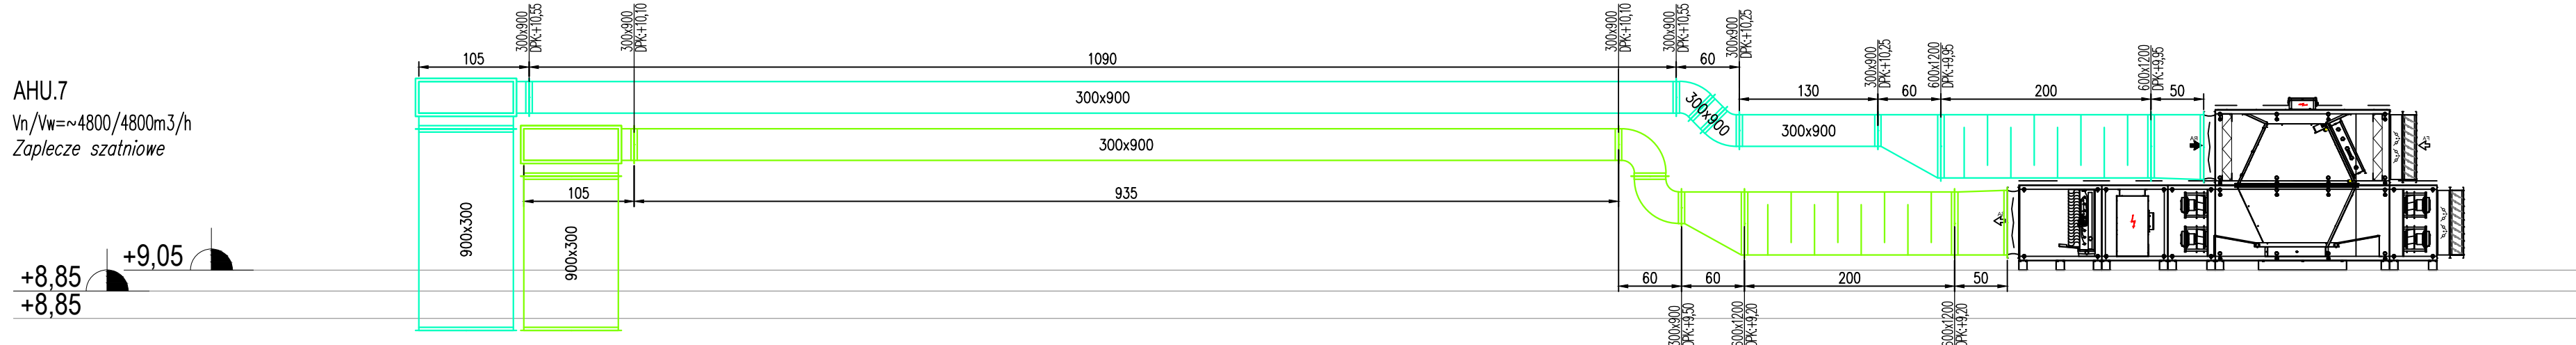 AHU.7
Vn/Vw=~4800/4800m3/h
Zaplecze szatniowe
+9,05
+8,85
+8,85
105
300x900
DPK:+10,55
300x900
DPK:+10,10
1090
300x900
DPK:+10,10
300x900
DPK:+10,55
60
300x900
DPK:+10,25
130
300x900
DPK:+10,25
60
600x1200
DPK:+9,95
200
600x1200
DPK:+9,95
50
300x900
300x900
300x900
300x900
105
935
900x300
900x300
60
60
200
50
300x900
DPK:+9,50
600x1200
DPK:+9,20
600x1200
DPK:+9,20